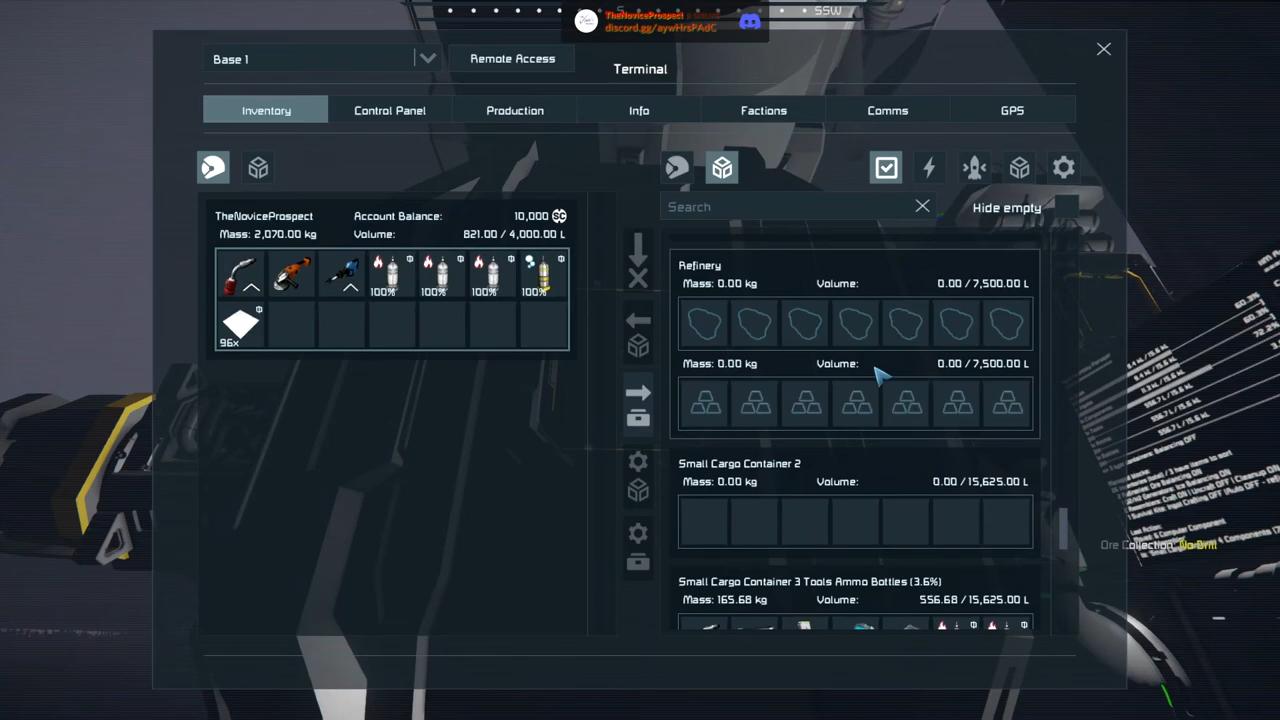 S
SSW
TheNoviceProspect
discord.gg/aywHrsPAdC
Base 1
Remote Access
Terminal
Inventory
Control Panel
Production
Info
Factions
Comms
GPS
Search
Hide empty
TheNoviceProspect
Account Balance:
10,000 SC
Mass: 2,070.00 kg
Volume:
821.00 / 4,000.00 L
100%
100%
100%
100%
96x
Refinery
Mass: 0.00 kg
Volume:
0.00 / 7,500.00 L
Mass: 0.00 kg
Volume:
0.00 / 7,500.00 L
Small Cargo Container 2
Mass: 0.00 kg
Volume:
0.00 / 15,625.00 L
Small Cargo Container 3 Tools Ammo Bottles (3.6%)
Mass: 165.68 kg
Volume:
556.68 / 15,625.00 L
Ore Collection: No Drill
60.3%